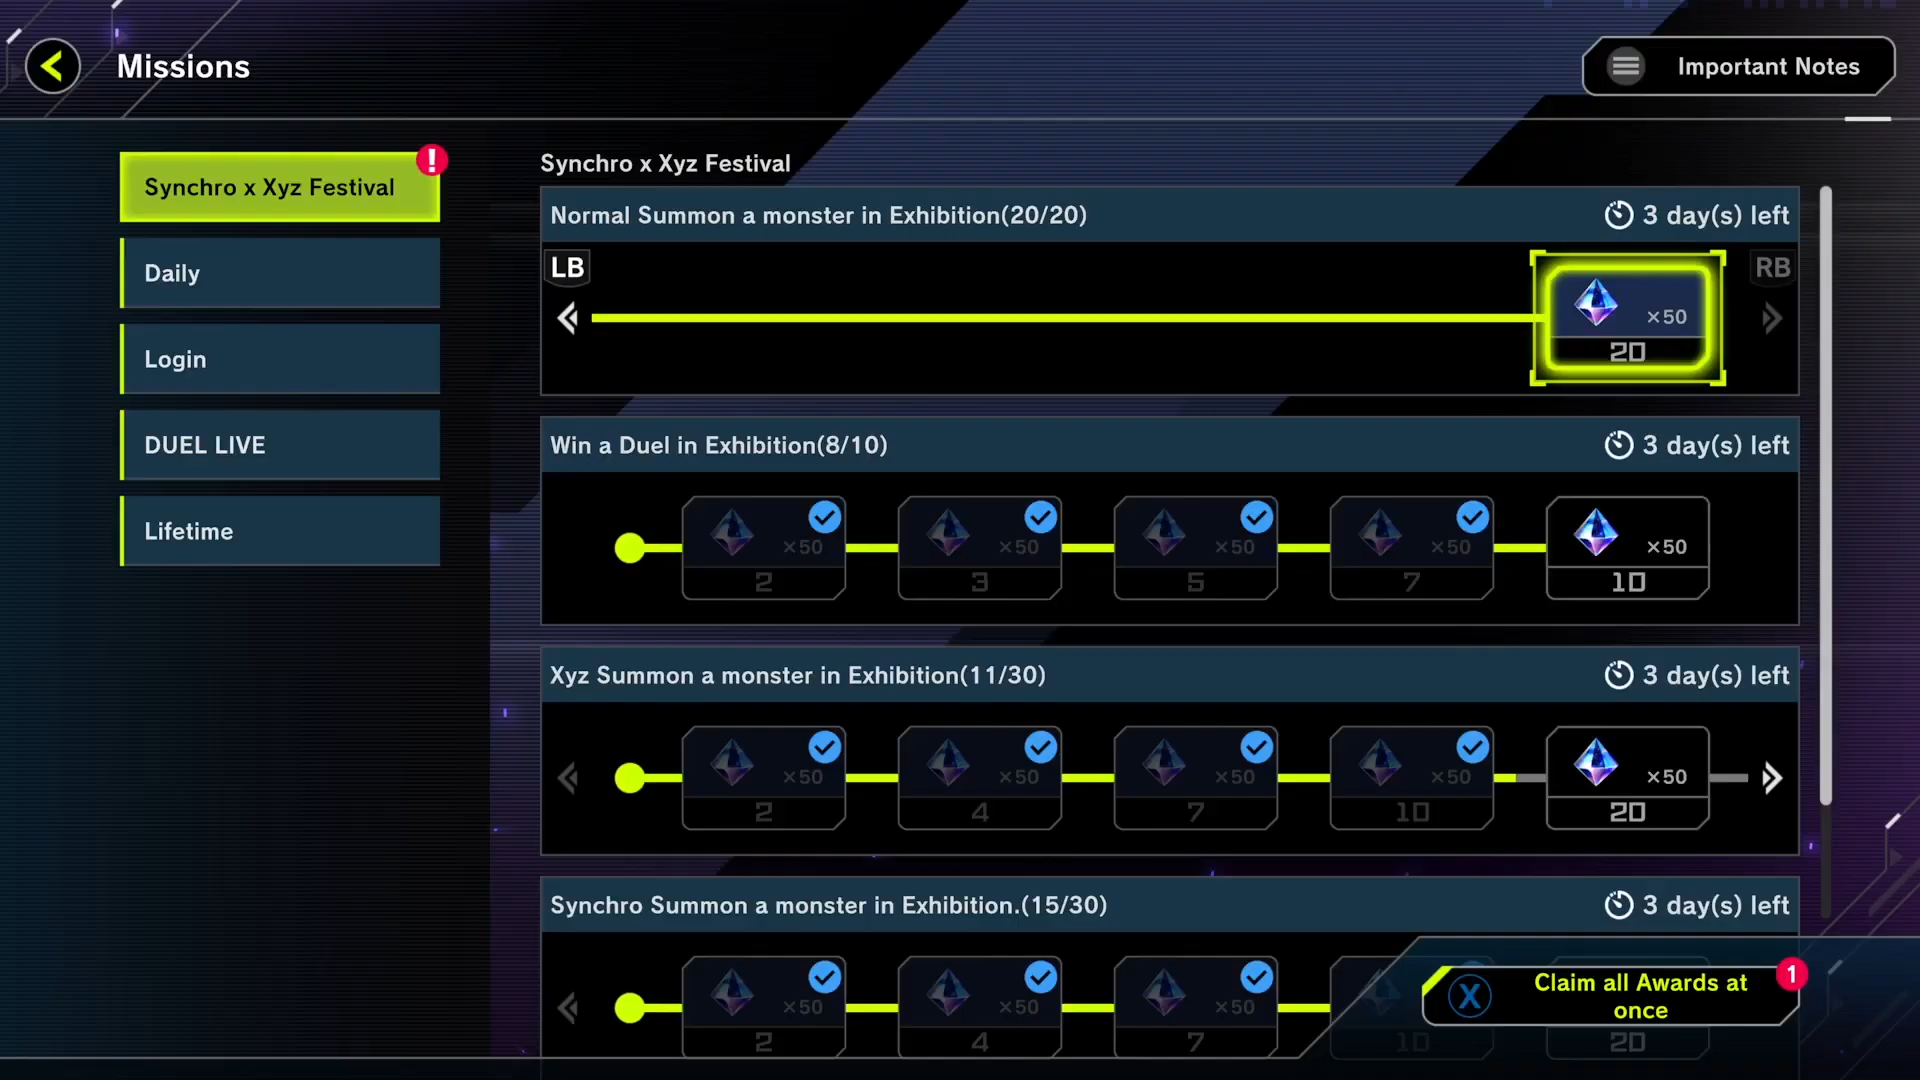 Missions
Important Notes
Synchro x Xyz Festival
!
Daily
Login
DUEL LIVE
Lifetime
Synchro x Xyz Festival
Normal Summon a monster in Exhibition(20/20)
3 day(s) left
LB
RB
×50
20
Win a Duel in Exhibition(8/10)
3 day(s) left
×50 ×50 ×50 ×50 ×50
2 3 5 7 10
Xyz Summon a monster in Exhibition(11/30)
3 day(s) left
×50 ×50 ×50 ×50 ×50
2 4 7 10 20
Synchro Summon a monster in Exhibition.(15/30)
3 day(s) left
×50 ×50 ×50
2 4 7 10 20
X
Claim all Awards at
once
1